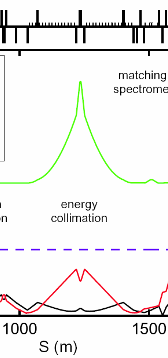 matching
spectrome
energy
collimation
1000
1500
S (m)